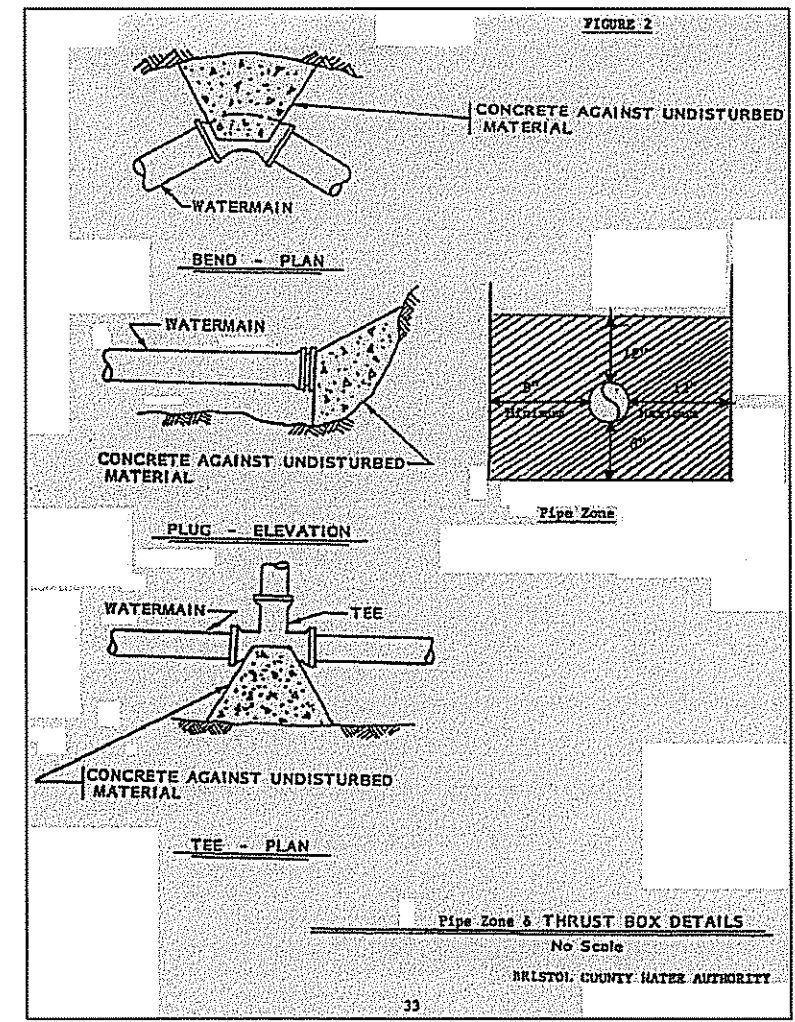 FIGURE 2
CONCRETE AGAINST UNDISTURBED
MATERIAL
WATERMAIN
BEND - PLAN
WATERMAIN
CONCRETE AGAINST UNDISTURBED
MATERIAL
PLUG - ELEVATION
12"
8"
Minimum
Maximum
6"
Pipe Zone
WATERMAIN
TEE
CONCRETE AGAINST UNDISTURBED
MATERIAL
TEE - PLAN
Pipe Zone & THRUST BOX DETAILS
No Scale
BRISTOL COUNTY WATER AUTHORITY
33